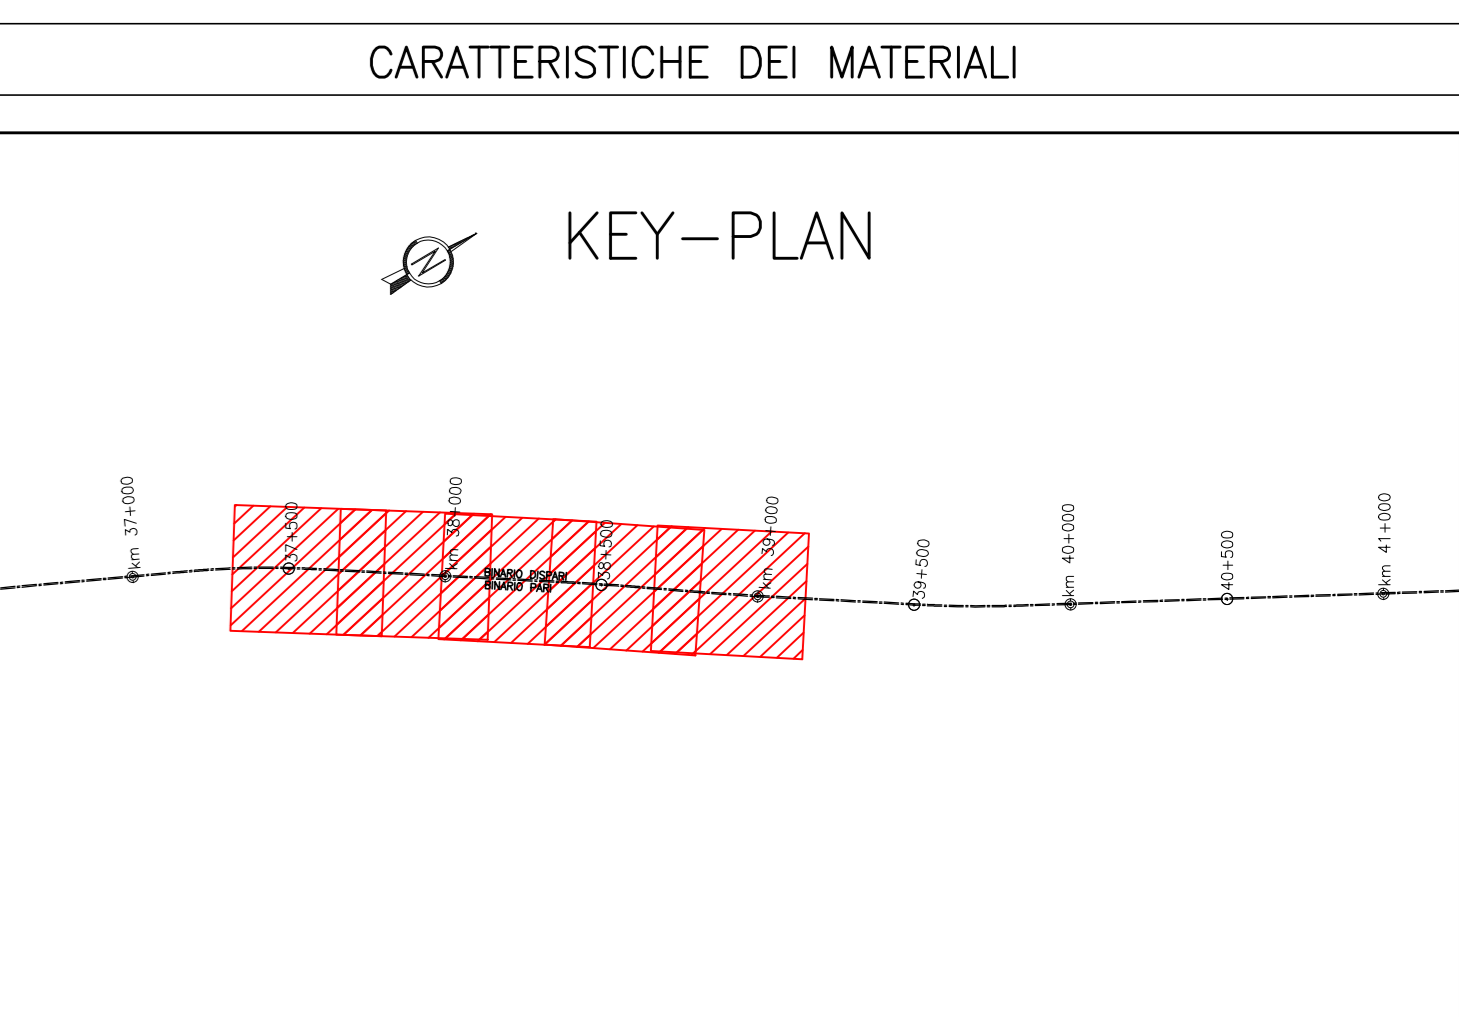 CARATTERISTICHE DEI MATERIALI
KEY-PLAN
N
km 37+000
37+500
km 38+000
BINARIO DISPARI
BINARIO PARI
38+500
km 39+000
39+500
km 40+000
40+500
km 41+000